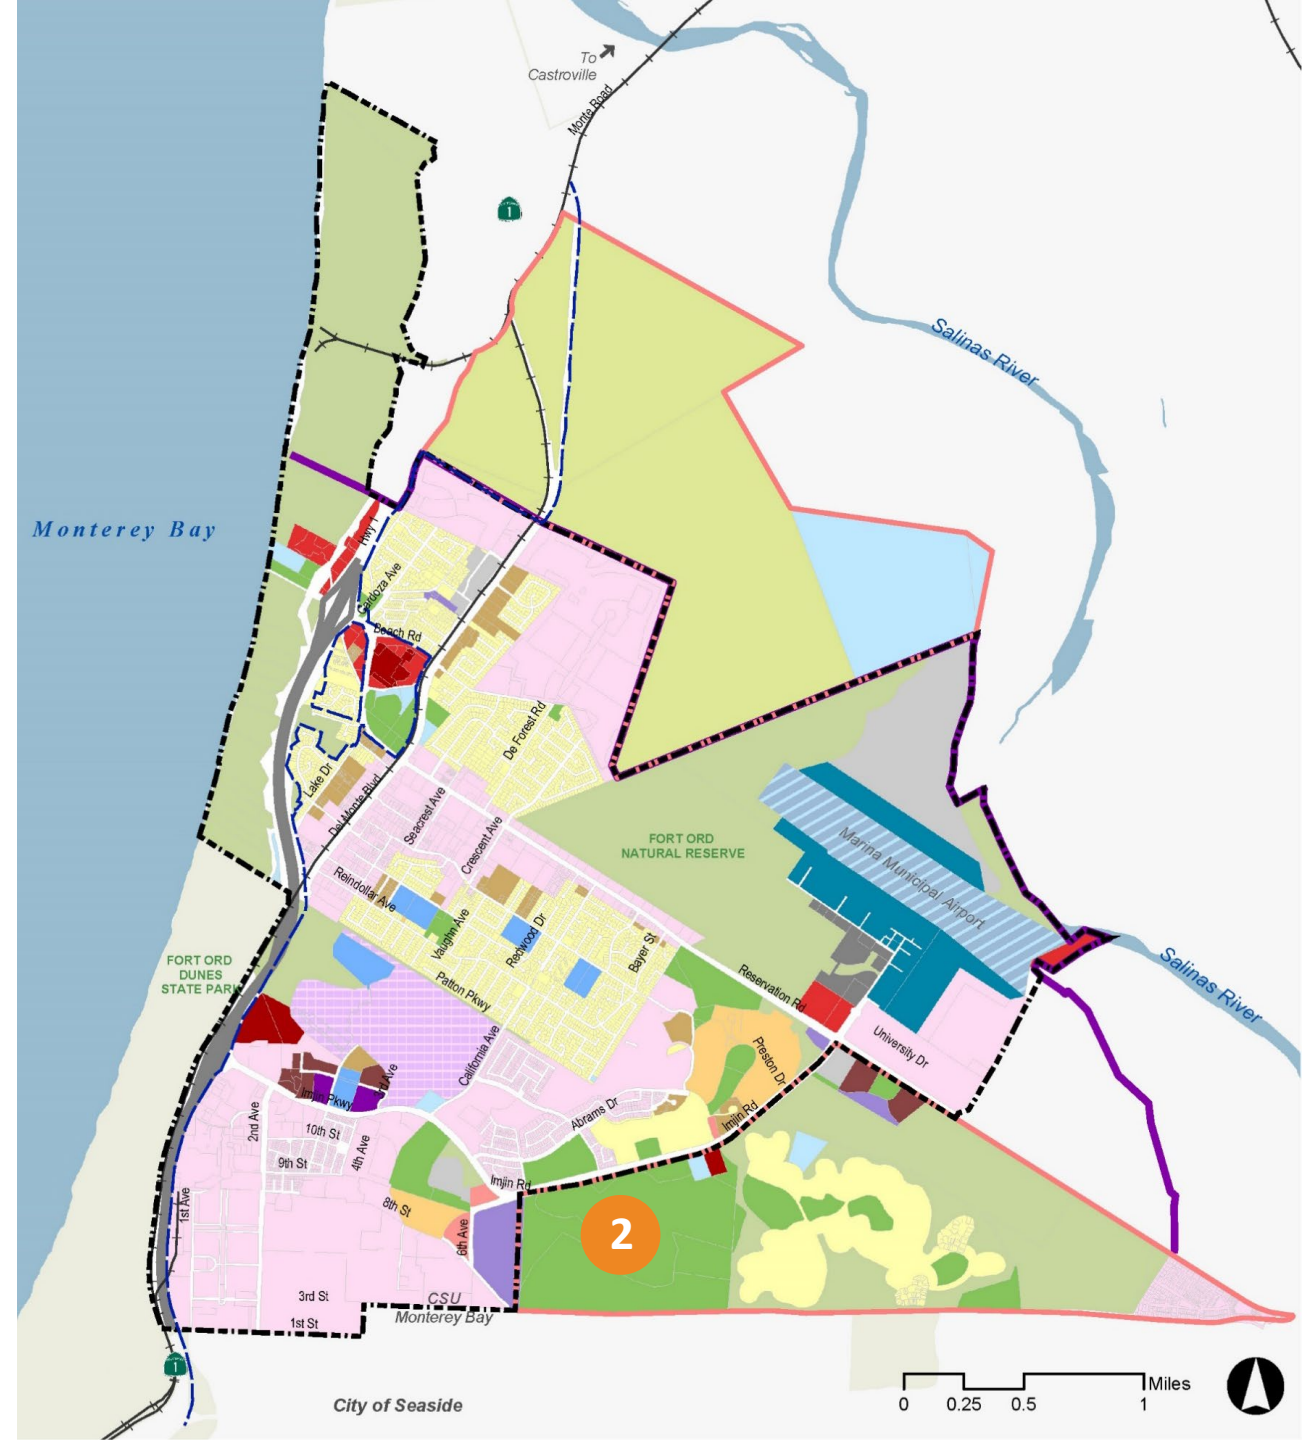 To
Castroville
Monte Road
1
Salinas River
Monterey Bay
Hwy 1
Cardoza Ave
Beach Rd
De Forest Rd
Lake Dr
Del Monte Blvd
Seacrest Ave
Crescent Ave
FORT ORD
NATURAL RESERVE
Marina Municipal Airport
Reindollar Ave
Vaughn Ave
Redwood Dr
Bayer St
Salinas River
FORT ORD
DUNES
STATE PARK
Patton Pkwy
Reservation Rd
University Dr
California Ave
Preston Dr
3rd Ave
Imjin Pkwy
Abrams Dr
Imjin Rd
2nd Ave
10th St
4th Ave
9th St
Imjin Rd
1st Ave
8th St
6th Ave
2
3rd St
CSU
Monterey Bay
1st St
1
City of Seaside
Miles
0 0.25 0.5 1